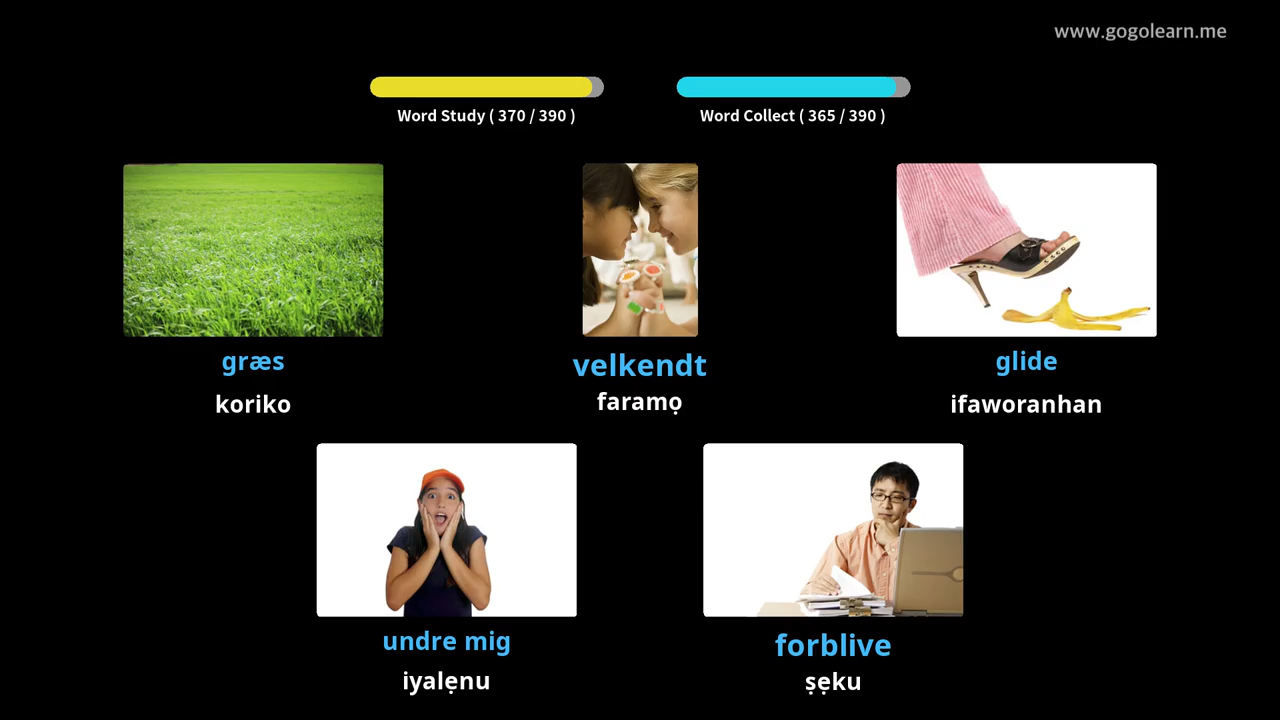 www.gogolearn.me
Word Study ( 370 / 390 )
Word Collect ( 365 / 390 )
græs
velkendt
glide
koriko
faramọ
ifaworanhan
undre mig
forblive
iyalẹnu
ṣẹku